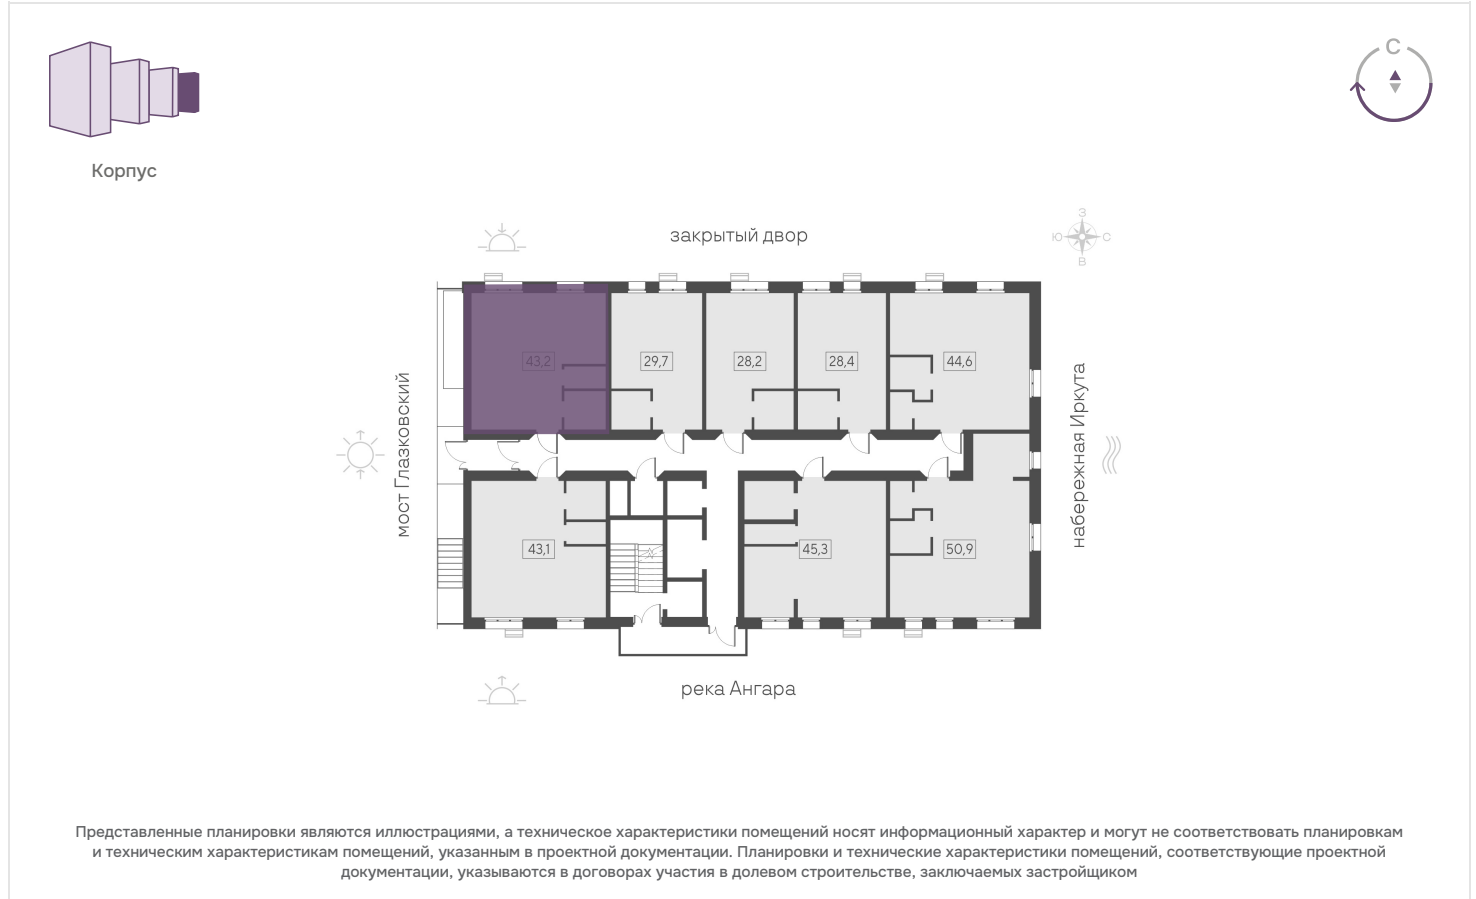 С
Корпус
закрытый двор
З
Ю
С
В
43,2
29,7
28,2
28,4
44,6
мост Глазковский
набережная Иркута
43,1
45,3
50,9
река Ангара
Представленные планировки являются иллюстрациями, а техническое характеристики помещений носят информационный характер и могут не соответствовать планировкам
и техническим характеристикам помещений, указанным в проектной документации. Планировки и технические характеристики помещений, соответствующие проектной
документации, указываются в договорах участия в долевом строительстве, заключаемых застройщиком